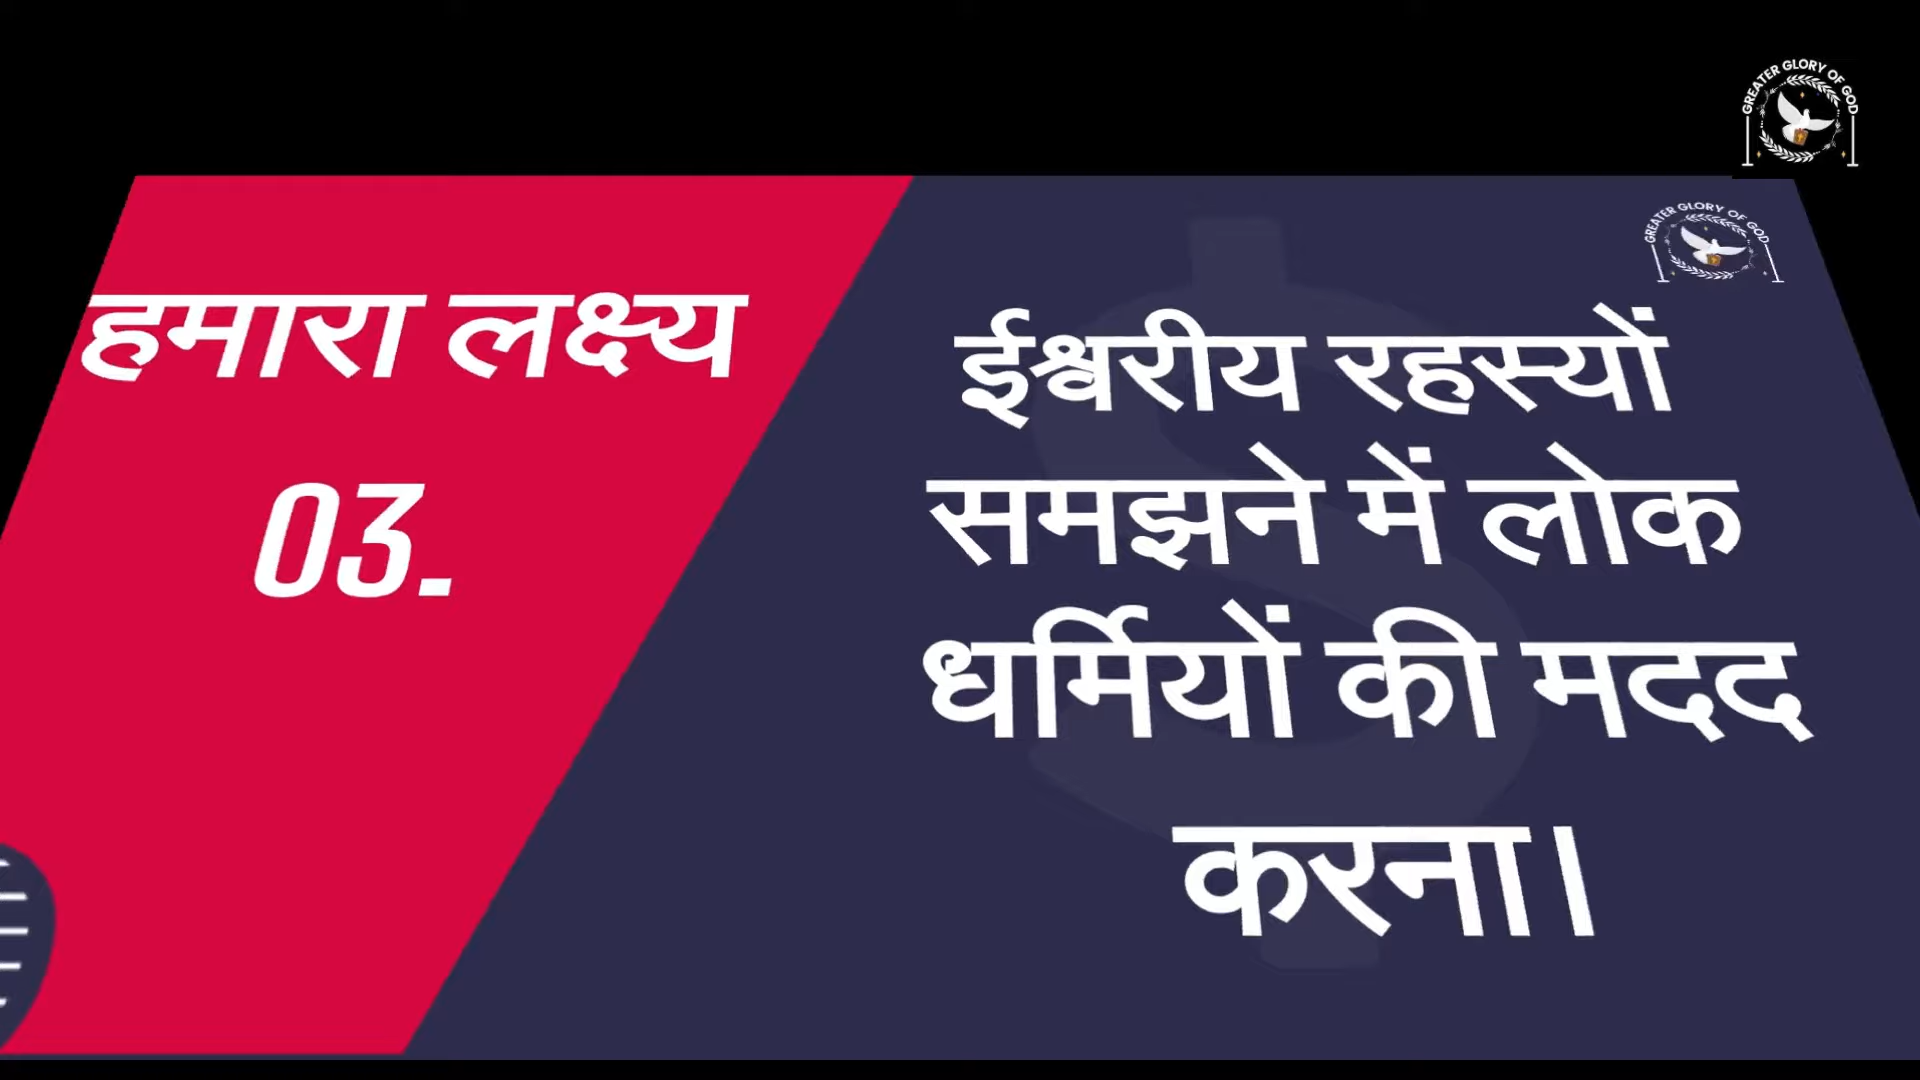 GREATER GLORY OF GOD
GREATER GLORY OF GOD
हमारा लक्ष्य
03.
ईश्वरीय रहस्यों
समझने में लोक
धर्मियों की मदद
करना।